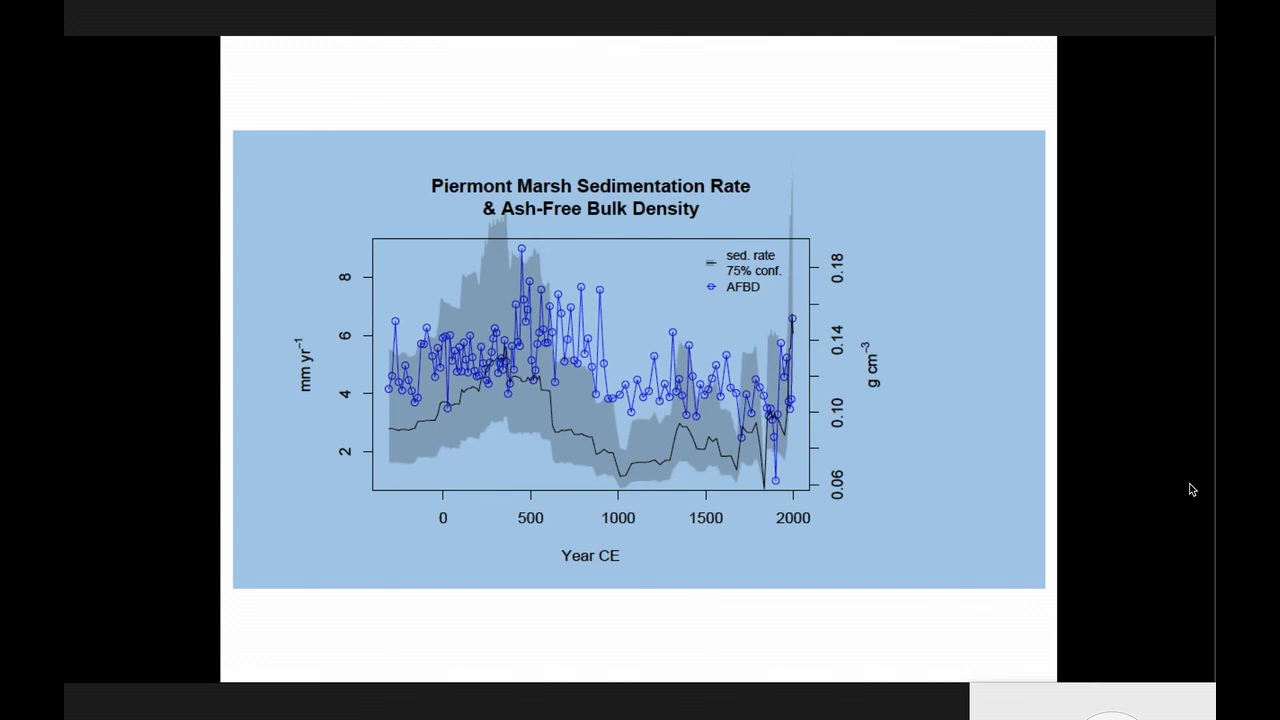 Piermont Marsh Sedimentation Rate
& Ash-Free Bulk Density
sed. rate
75% conf.
AFBD
8
6
4
2
mm yr⁻¹
0.18
0.14
0.10
0.06
g cm⁻³
0 500 1000 1500 2000
Year CE